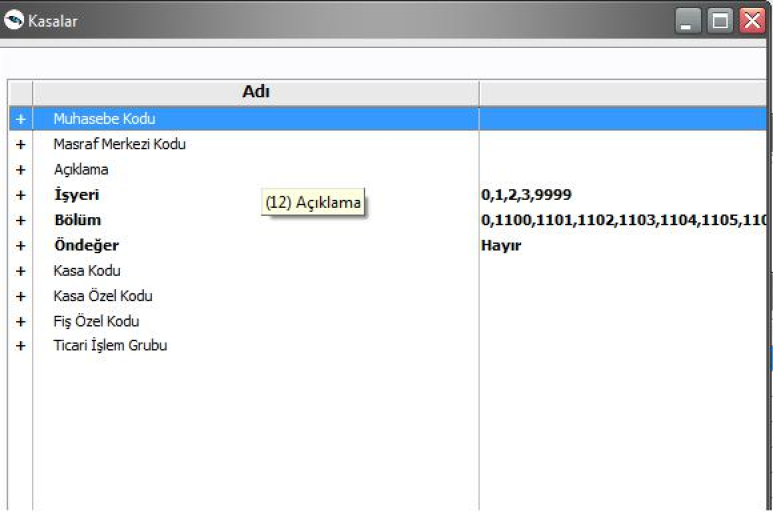 Kasalar
Adı
Muhasebe Kodu
Masraf Merkezi Kodu
Açıklama
İşyeri 0,1,2,3,9999
(12) Açıklama
Bölüm 0,1100,1101,1102,1103,1104,1105,110
Öndeğer Hayır
Kasa Kodu
Kasa Özel Kodu
Fiş Özel Kodu
Ticari İşlem Grubu